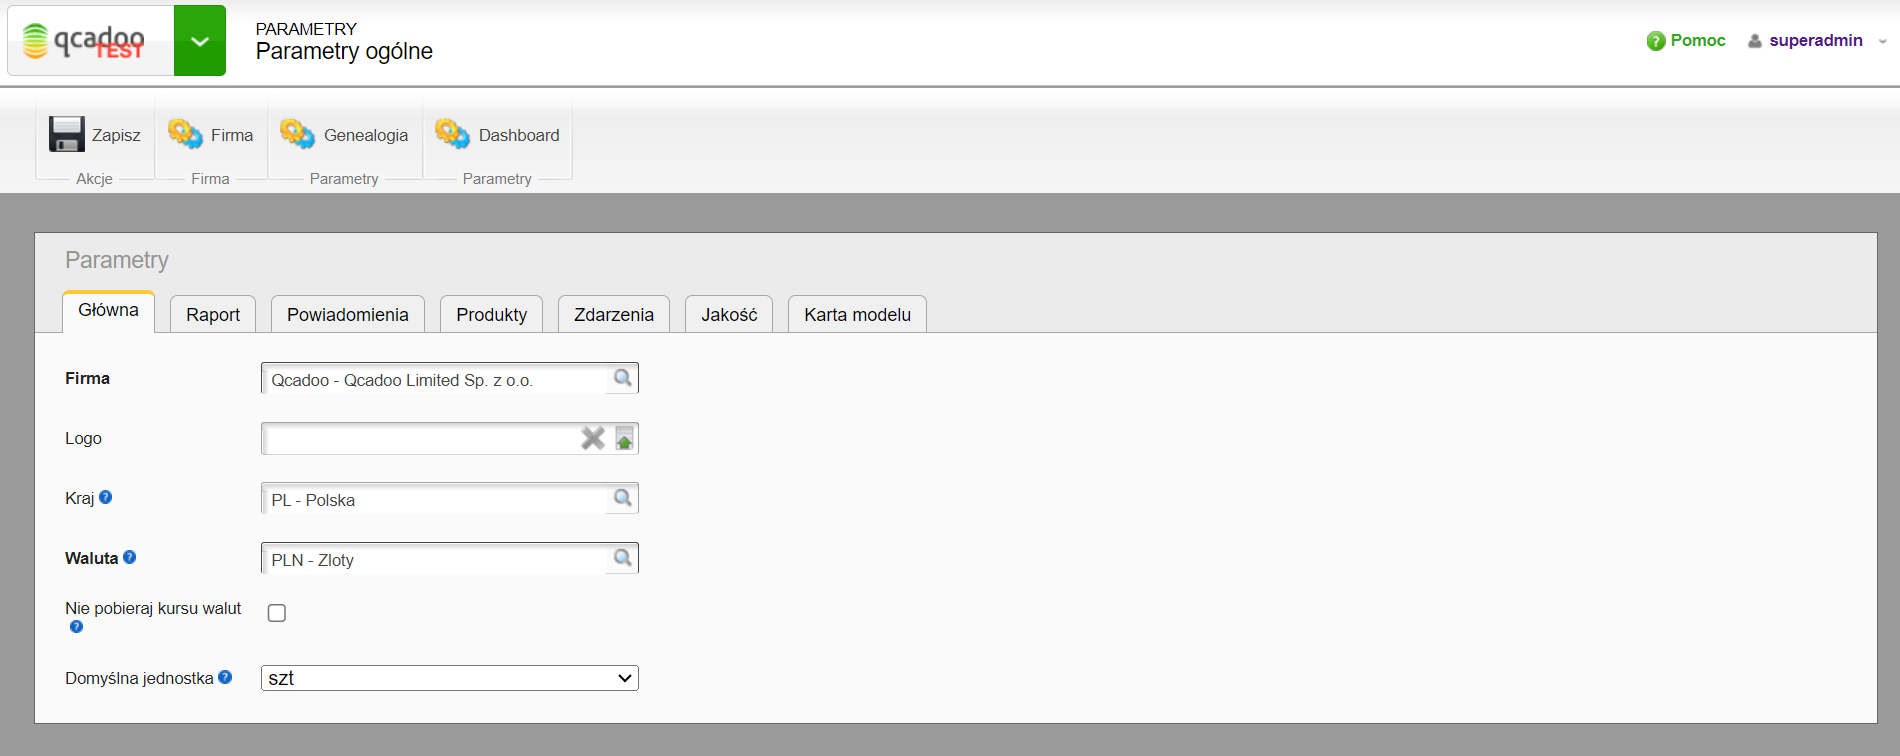 qcadoo
TEST
PARAMETRY
Parametry ogólne
Pomoc
superadmin
Zapisz
Firma
Genealogia
Dashboard
Akcje
Firma
Parametry
Parametry
Parametry
Główna
Raport
Powiadomienia
Produkty
Zdarzenia
Jakość
Karta modelu
Firma
Qcadoo - Qcadoo Limited Sp. z o.o.
Logo
Kraj
PL - Polska
Waluta
PLN - Zloty
Nie pobieraj kursu walut
Domyślna jednostka
szt